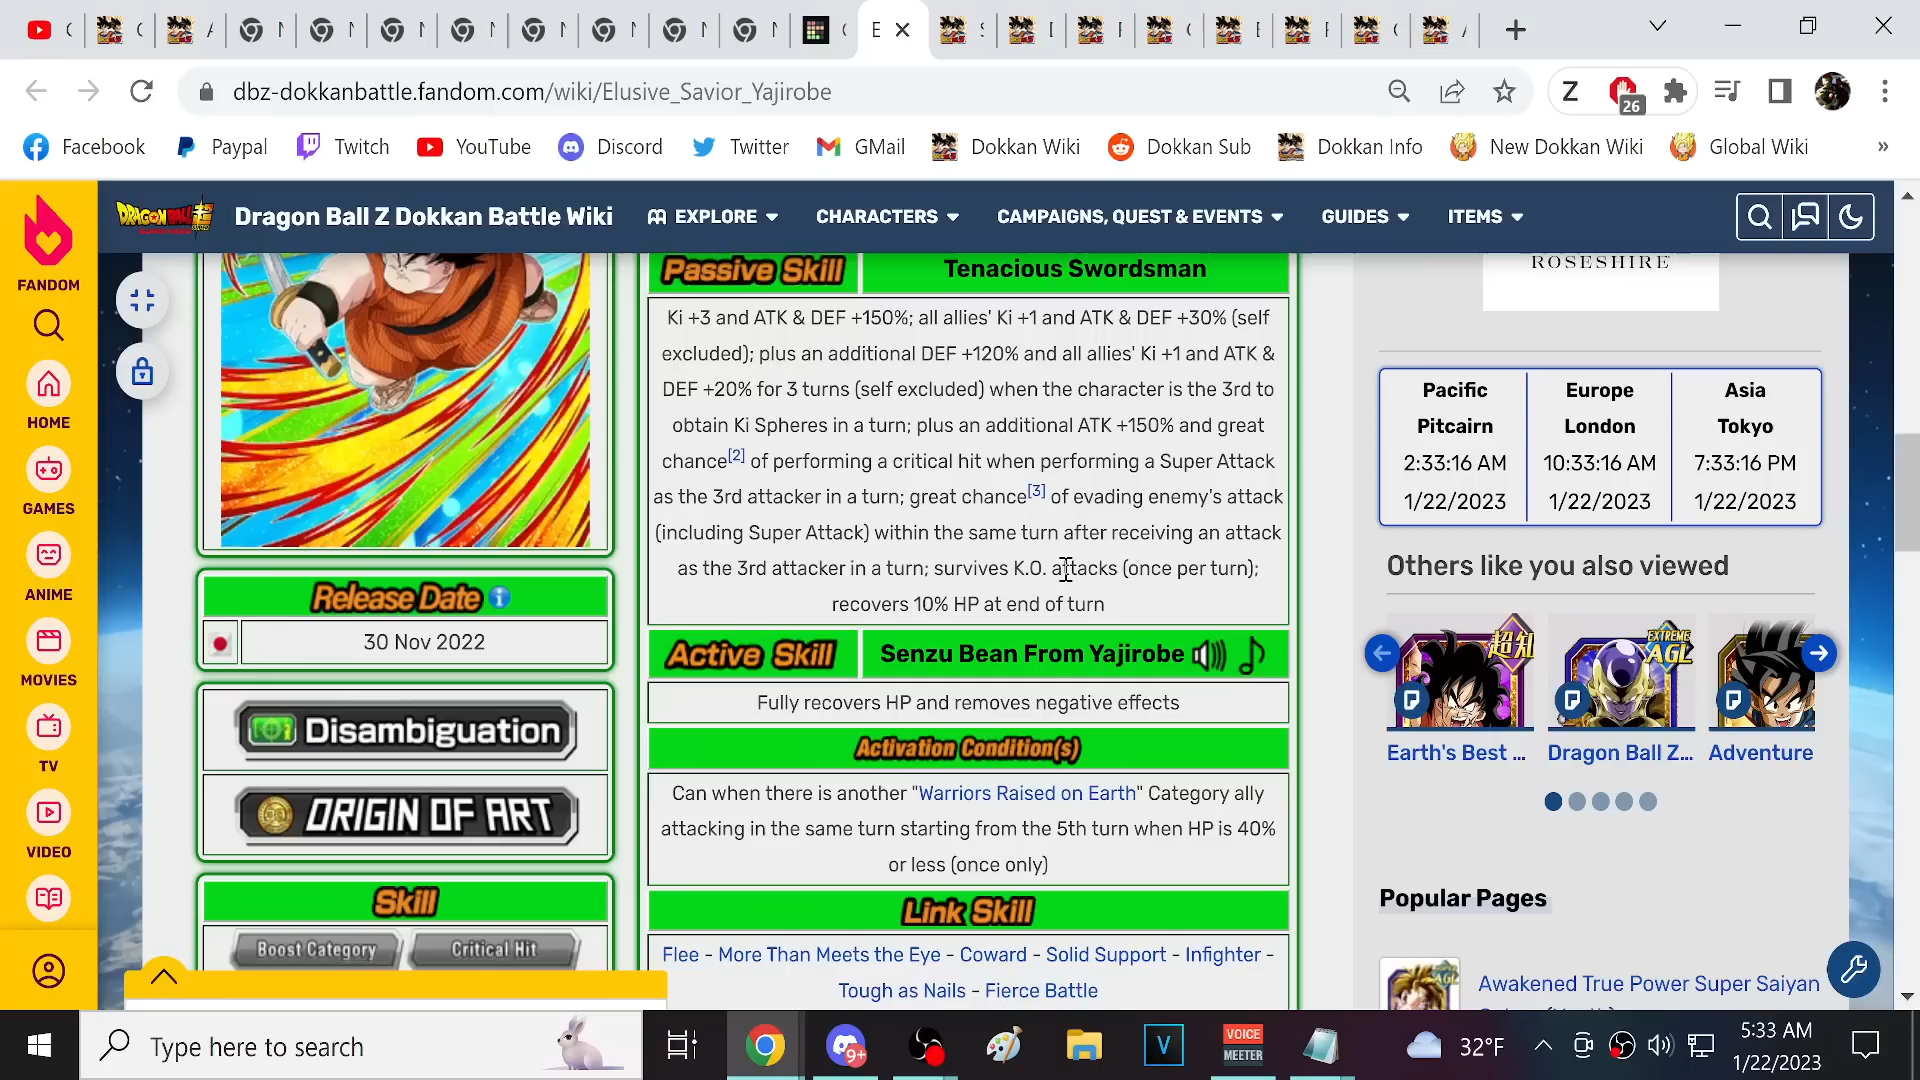 dbz-dokkanbattle.fandom.com/wiki/Elusive_Savior_Yajirobe
26
Facebook
Paypal
Twitch
YouTube
Discord
Twitter
GMail
Dokkan Wiki
Dokkan Sub
Dokkan Info
New Dokkan Wiki
Global Wiki
»
Dragon Ball Z Dokkan Battle Wiki
EXPLORE
CHARACTERS
CAMPAIGNS, QUEST & EVENTS
GUIDES
ITEMS
FANDOM
HOME
GAMES
ANIME
MOVIES
TV
VIDEO
Release Date
30 Nov 2022
Disambiguation
ORIGIN OF ART
Skill
Boost Category
Critical Hit
Passive Skill
Tenacious Swordsman
Ki +3 and ATK & DEF +150%; all allies' Ki +1 and ATK & DEF +30% (self
excluded); plus an additional DEF +120% and all allies' Ki +1 and ATK &
DEF +20% for 3 turns (self excluded) when the character is the 3rd to
obtain Ki Spheres in a turn; plus an additional ATK +150% and great
chance[2] of performing a critical hit when performing a Super Attack
as the 3rd attacker in a turn; great chance[3] of evading enemy's attack
(including Super Attack) within the same turn after receiving an attack
as the 3rd attacker in a turn; survives K.O. attacks (once per turn);
recovers 10% HP at end of turn
Active Skill
Senzu Bean From Yajirobe
Fully recovers HP and removes negative effects
Activation Condition(s)
Can when there is another "Warriors Raised on Earth" Category ally
attacking in the same turn starting from the 5th turn when HP is 40%
or less (once only)
Link Skill
Flee - More Than Meets the Eye - Coward - Solid Support - Infighter -
Tough as Nails - Fierce Battle
ROSESHIRE
Pacific
Pitcairn
2:33:16 AM
1/22/2023
Europe
London
10:33:16 AM
1/22/2023
Asia
Tokyo
7:33:16 PM
1/22/2023
Others like you also viewed
超知
EXTREME
AGL
Earth's Best ...
Dragon Ball Z...
Adventure
Popular Pages
Awakened True Power Super Saiyan
Type here to search
9+
V
VOICE
MEETER
32°F
5:33 AM
1/22/2023